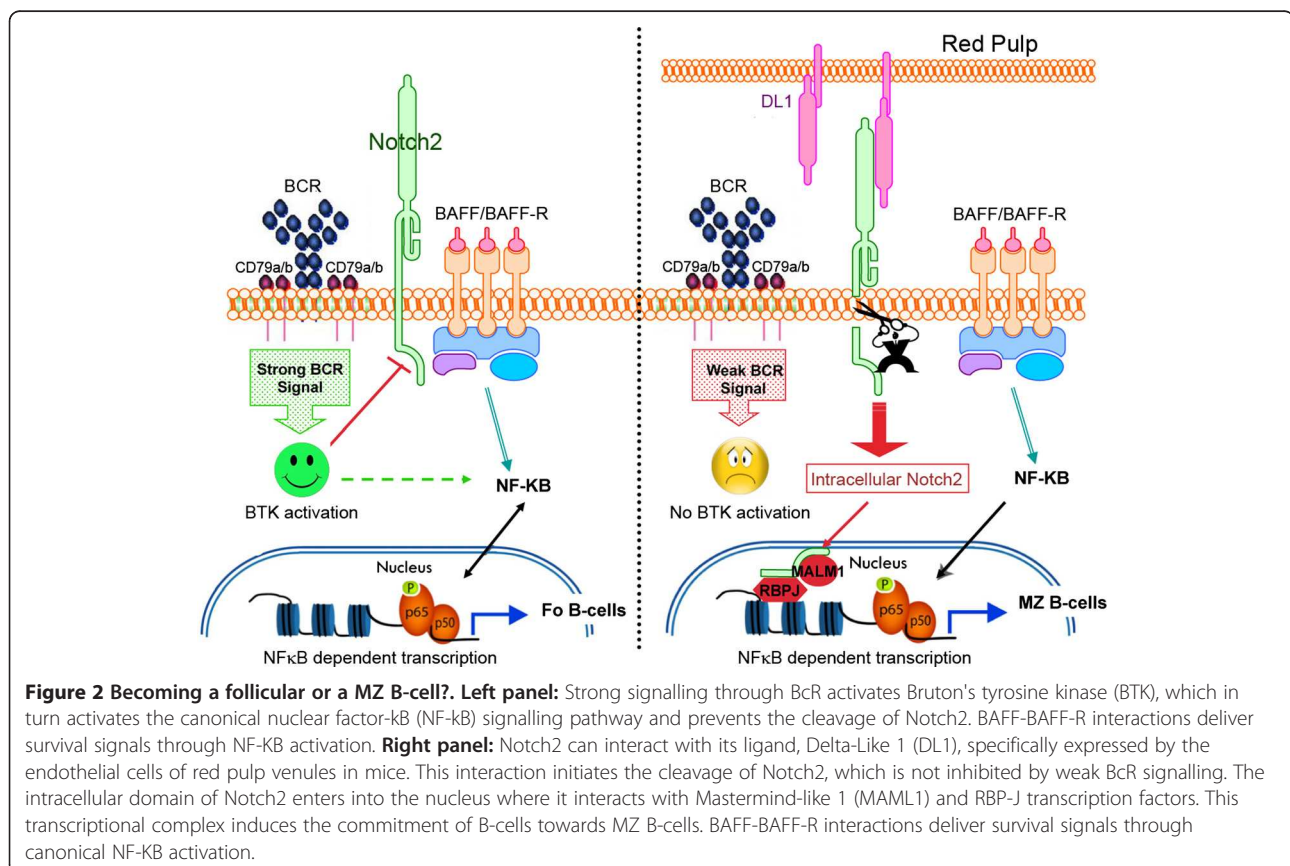 Notch2
BCR
BAFF/BAFF-R
CD79a/b CD79a/b
Strong BCR
Signal
BTK activation
NF-KB
Nucleus
P
p65
p50
Fo B-cells
NFκB dependent transcription
Red Pulp
DL1
BCR
BAFF/BAFF-R
CD79a/b CD79a/b
Weak BCR
Signal
No BTK activation
Intracellular Notch2
NF-KB
MALM1
RBPJ
Nucleus
P
p65
p50
MZ B-cells
NFκB dependent transcription
Figure 2 Becoming a follicular or a MZ B-cell?. Left panel: Strong signalling through BcR activates Bruton's tyrosine kinase (BTK), which in
turn activates the canonical nuclear factor-kB (NF-kB) signalling pathway and prevents the cleavage of Notch2. BAFF-BAFF-R interactions deliver
survival signals through NF-KB activation. Right panel: Notch2 can interact with its ligand, Delta-Like 1 (DL1), specifically expressed by the
endothelial cells of red pulp venules in mice. This interaction initiates the cleavage of Notch2, which is not inhibited by weak BcR signalling. The
intracellular domain of Notch2 enters into the nucleus where it interacts with Mastermind-like 1 (MAML1) and RBP-J transcription factors. This
transcriptional complex induces the commitment of B-cells towards MZ B-cells. BAFF-BAFF-R interactions deliver survival signals through
canonical NF-KB activation.